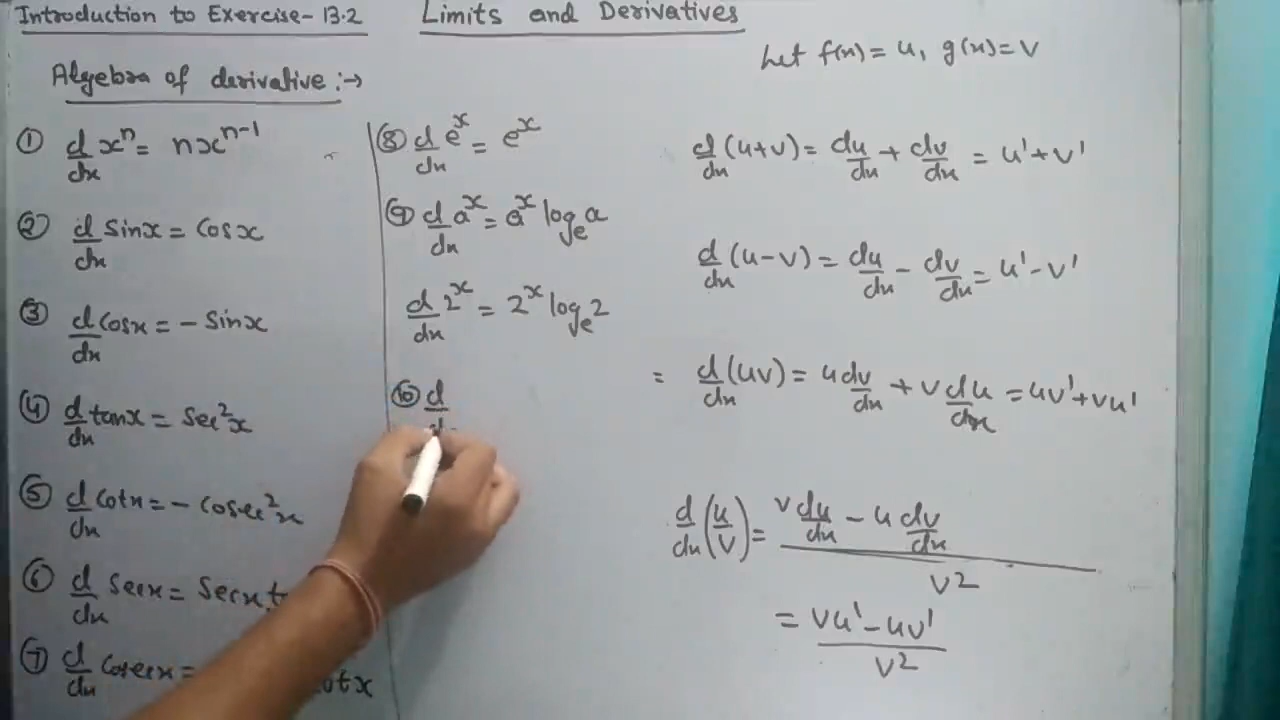 Introduction to Exercise-13.2
Limits and Derivatives
Algebra of derivative :→
① d/dx xⁿ = nxⁿ⁻¹
② d/dx Sinx = Cosx
③ d/dx Cosx = - Sinx
④ d/dx tanx = Sec²x
⑤ d/dx Cotx = - Cosec²x
⑥ d/dx Secx = Secx t
⑦ d/dx Cosecx = otx
⑧ d/dx eˣ = eˣ
⑨ d/dx aˣ = aˣ logₑa
d/dx 2ˣ = 2ˣ logₑ2
⑩ d/d
Let f(x) = u, g(x) = v
d/dx (u+v) = du/dx + dv/dx = u' + v'
d/dx (u-v) = du/dx - dv/dx = u' - v'
= d/dx (uv) = u dv/dx + v du/dx = uv' + vu'
d/dx (u/v) = (v du/dx - u dv/dx)/v²
= (vu' - uv')/v²